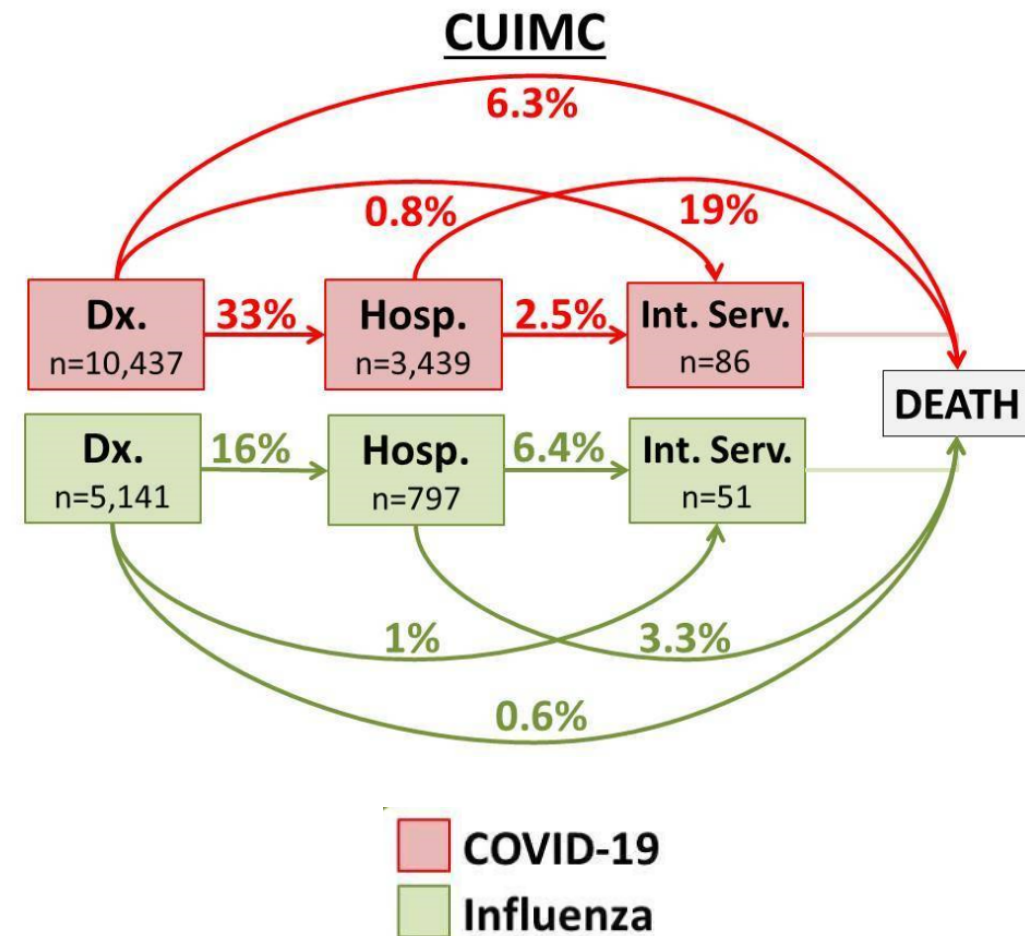 CUIMC
6.3%
0.8%
19%
Dx.
n=10,437
33%
Hosp.
n=3,439
2.5%
Int. Serv.
n=86
DEATH
Dx.
n=5,141
16%
Hosp.
n=797
6.4%
Int. Serv.
n=51
1%
3.3%
0.6%
COVID-19
Influenza